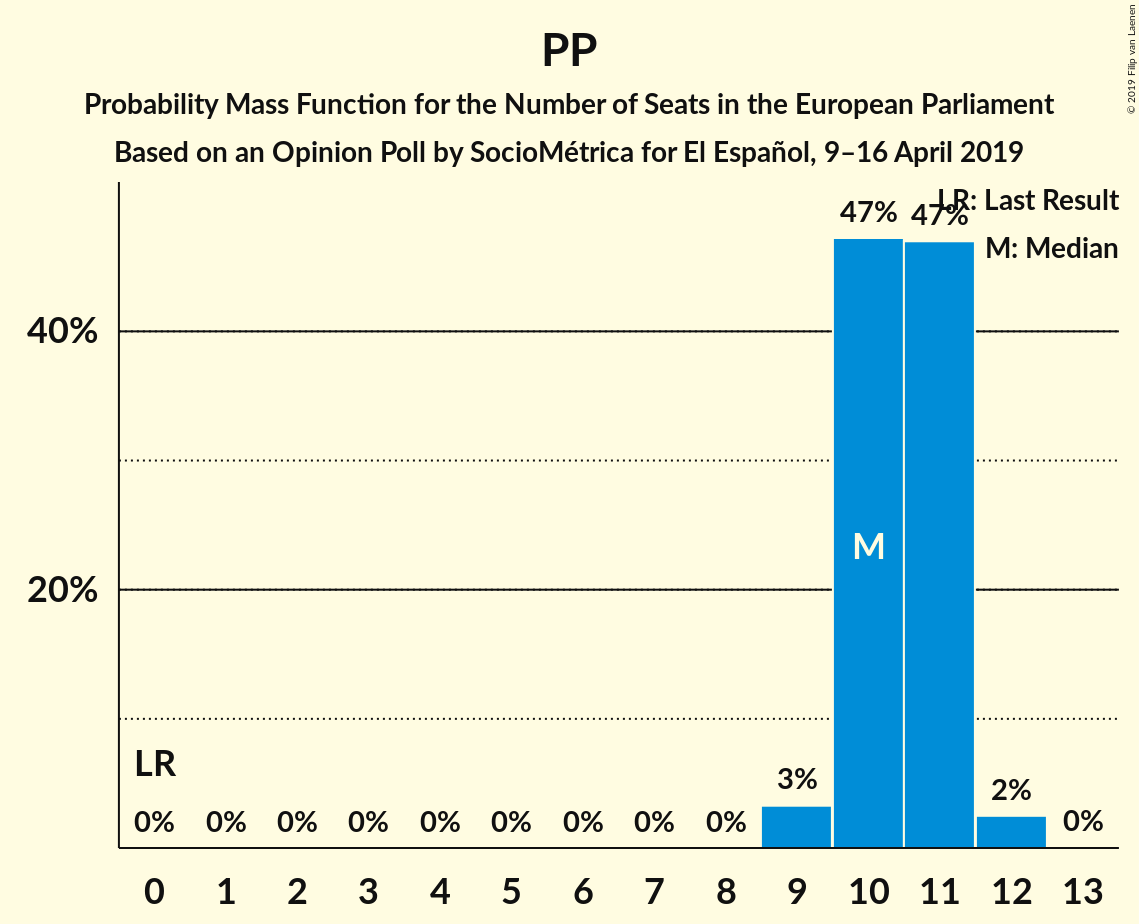 PP
Probability Mass Function for the Number of Seats in the European Parliament
Based on an Opinion Poll by SocioMétrica for El Español, 9–16 April 2019
© 2019 Filip van Laenen
LR: Last Result
M: Median
47% 47%
40%
M
20%
LR
0% 0% 0% 0% 0% 0% 0% 0% 0% 3% 2% 0%
0 1 2 3 4 5 6 7 8 9 10 11 12 13